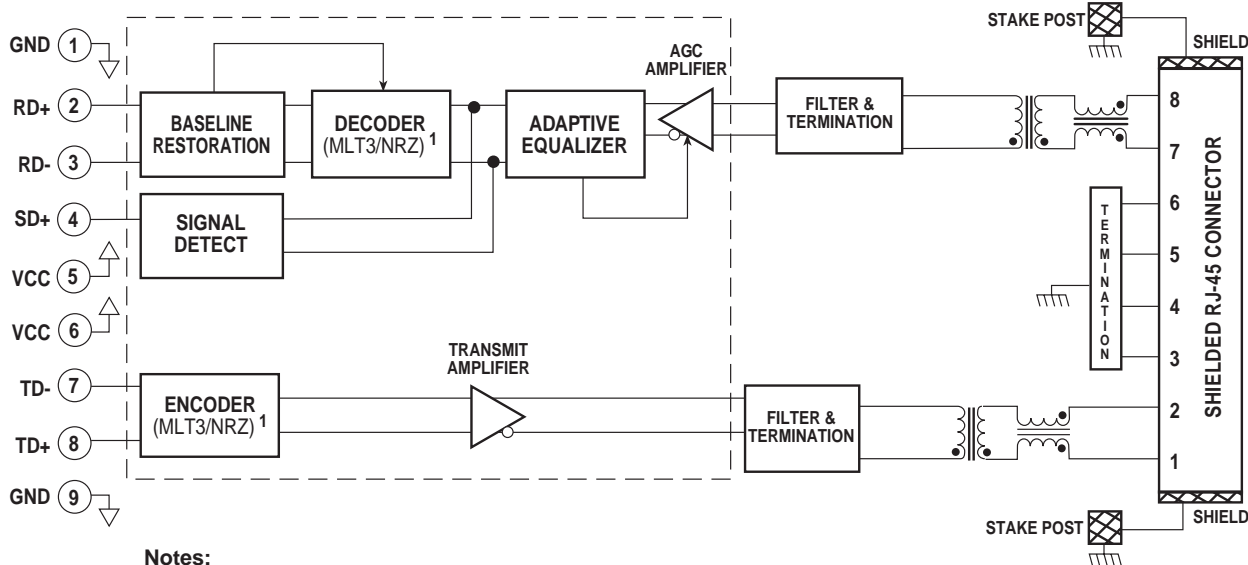 STAKE POST
SHIELD
GND 1
AGC
AMPLIFIER
RD+ 2
RD- 3
BASELINE
RESTORATION
DECODER
(MLT3/NRZ) 1
ADAPTIVE
EQUALIZER
FILTER &
TERMINATION
8
7
SD+ 4
SIGNAL
DETECT
VCC 5
VCC 6
TERMINATION
6
5
4
3
SHIELDED RJ-45 CONNECTOR
TRANSMIT
AMPLIFIER
TD- 7
TD+ 8
ENCODER
(MLT3/NRZ) 1
FILTER &
TERMINATION
2
1
GND 9
STAKE POST
SHIELD
Notes: